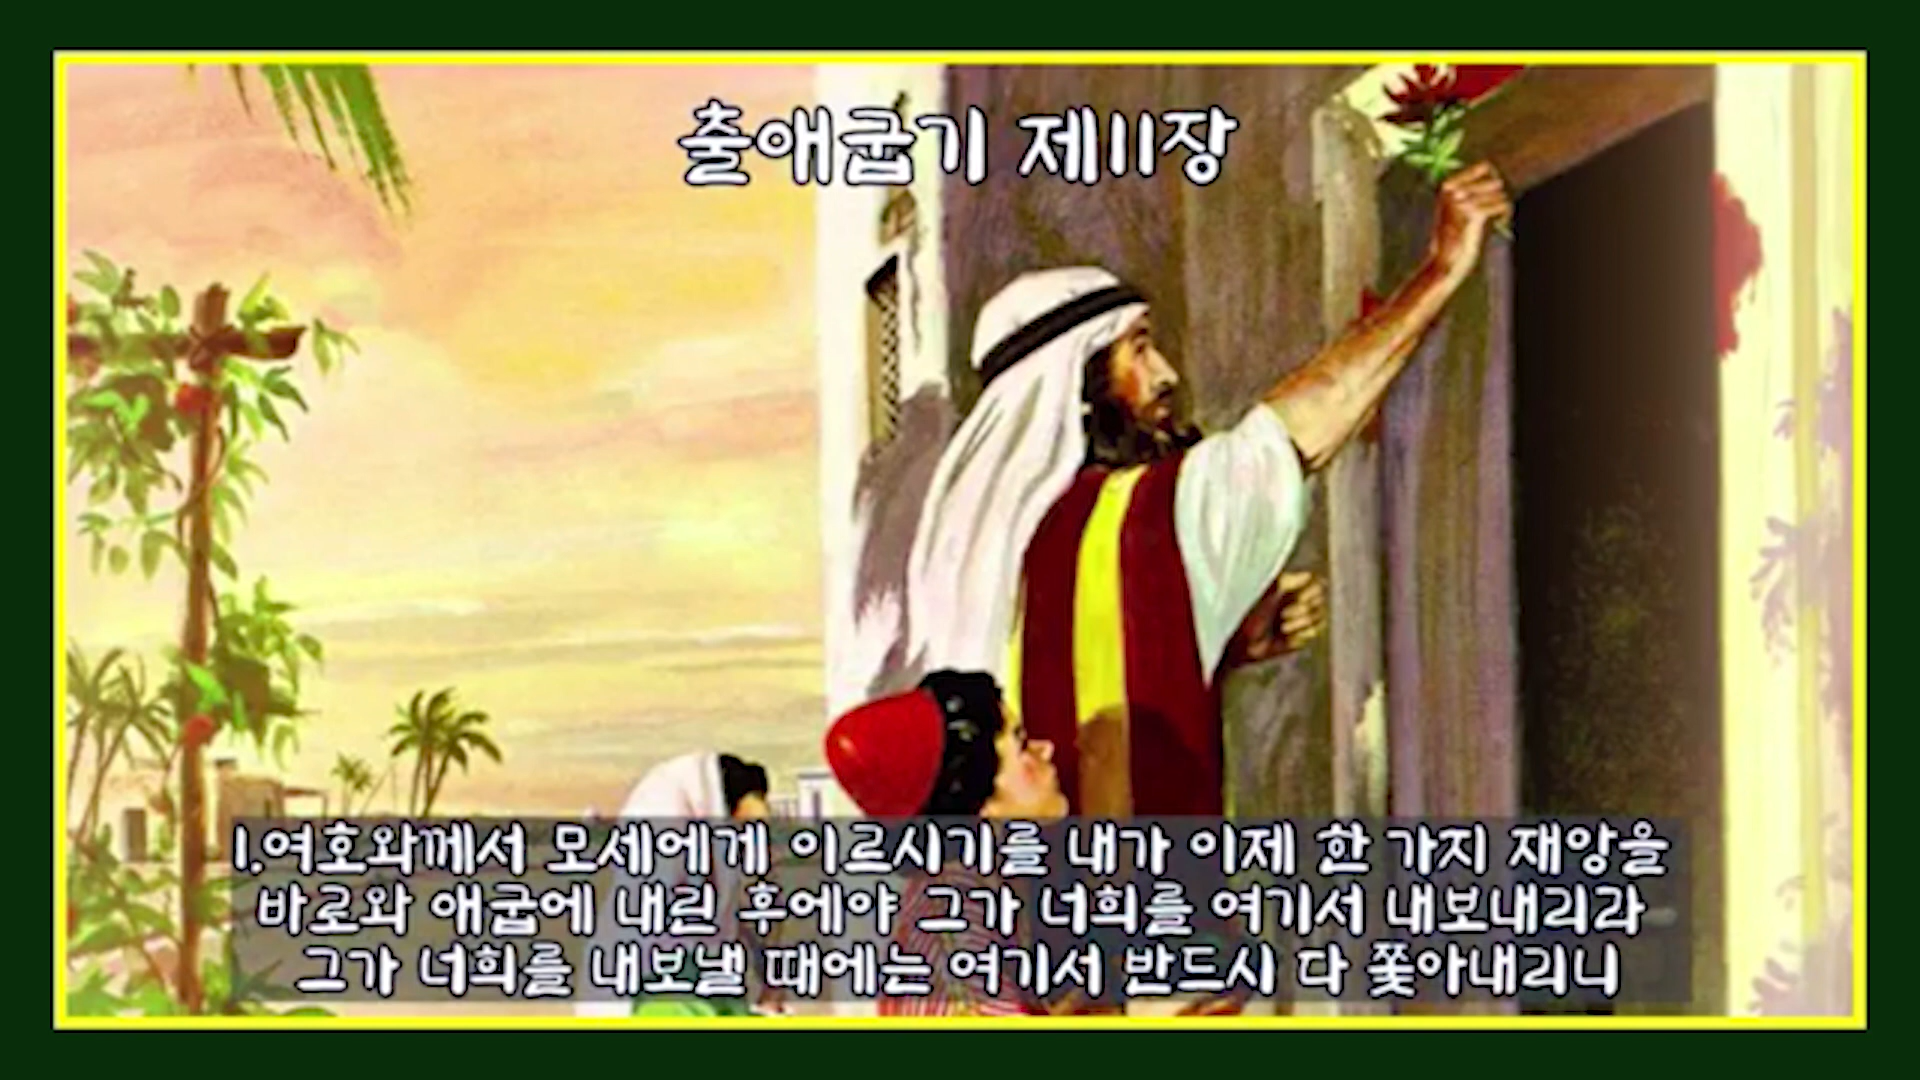 출애굽기 제11장
1.여호와께서 모세에게 이르시기를 내가 이제 한 가지 재앙을
바로와 애굽에 내린 후에야 그가 너희를 여기서 내보내리라
그가 너희를 내보낼 때에는 여기서 반드시 다 쫓아내리니